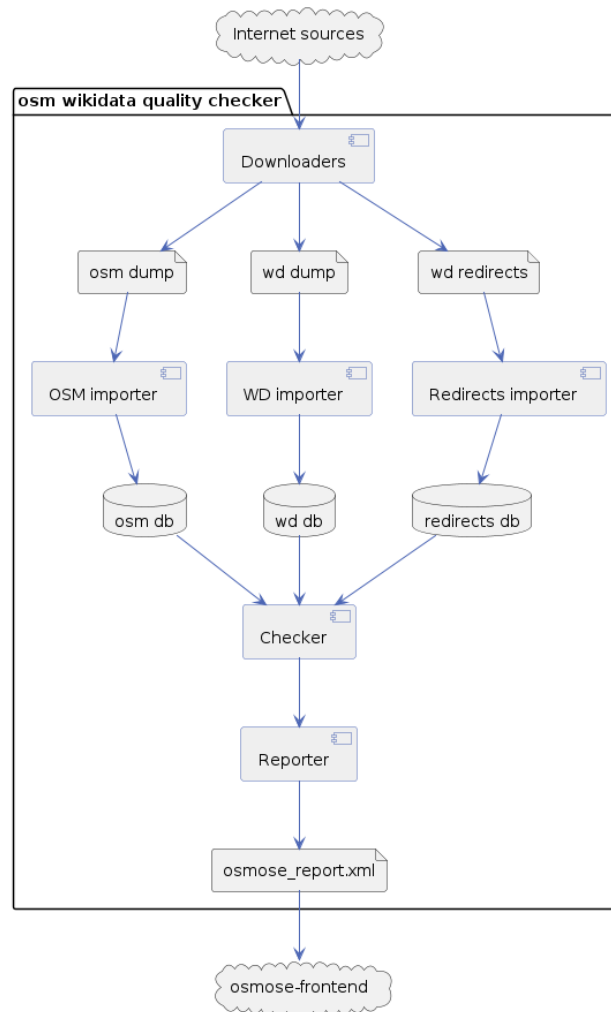 Internet sources
osm wikidata quality checker
Downloaders
osm dump
wd dump
wd redirects
OSM importer
WD importer
Redirects importer
osm db
wd db
redirects db
Checker
Reporter
osmose_report.xml
osmose-frontend